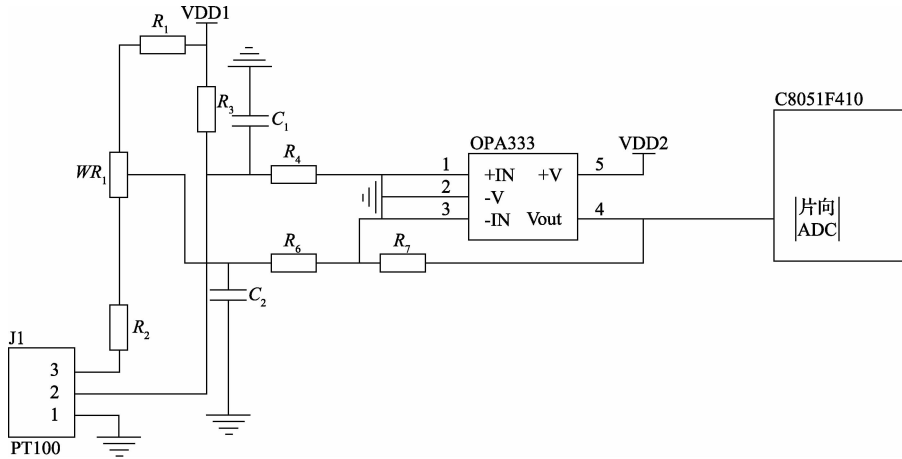 VDD1
R₁
R₃
C₁
C8051F410
OPA333
VDD2
R₄
WR₁
1
+IN
+V
5
2
-V
3
-IN
Vout
4
片向
ADC
R₆
R₇
C₂
R₂
J1
3
2
1
PT100